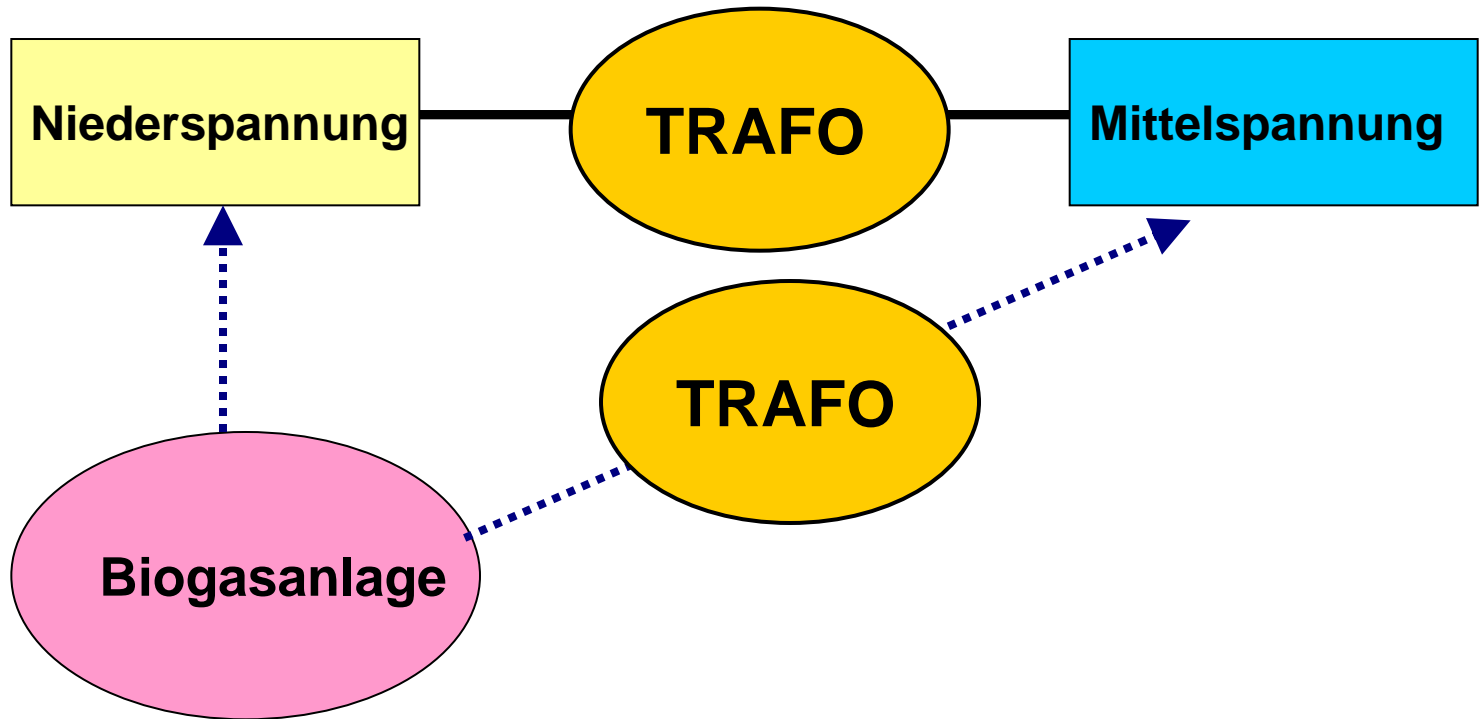 Niederspannung
TRAFO
Mittelspannung
TRAFO
Biogasanlage